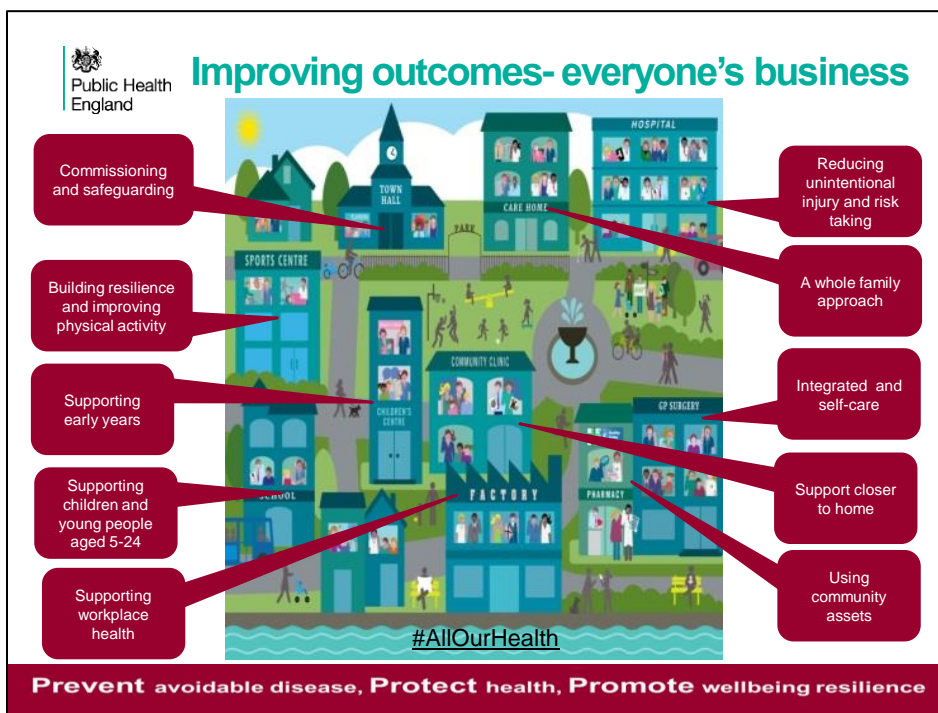 Public Health
England
Improving outcomes- everyone's business
Commissioning
and safeguarding
Building resilience
and improving
physical activity
Supporting
early years
Supporting
children and
young people
aged 5-24
Supporting
workplace
health
HOSPITAL
TOWN
HALL
CARE HOME
PARK
SPORTS CENTRE
COMMUNITY CLINIC
CHILDREN'S
CENTRE
GP SURGERY
SCHOOL
FACTORY
PHARMACY
#AllOurHealth
Reducing
unintentional
injury and risk
taking
A whole family
approach
Integrated and
self-care
Support closer
to home
Using
community
assets
Prevent avoidable disease, Protect health, Promote wellbeing resilience